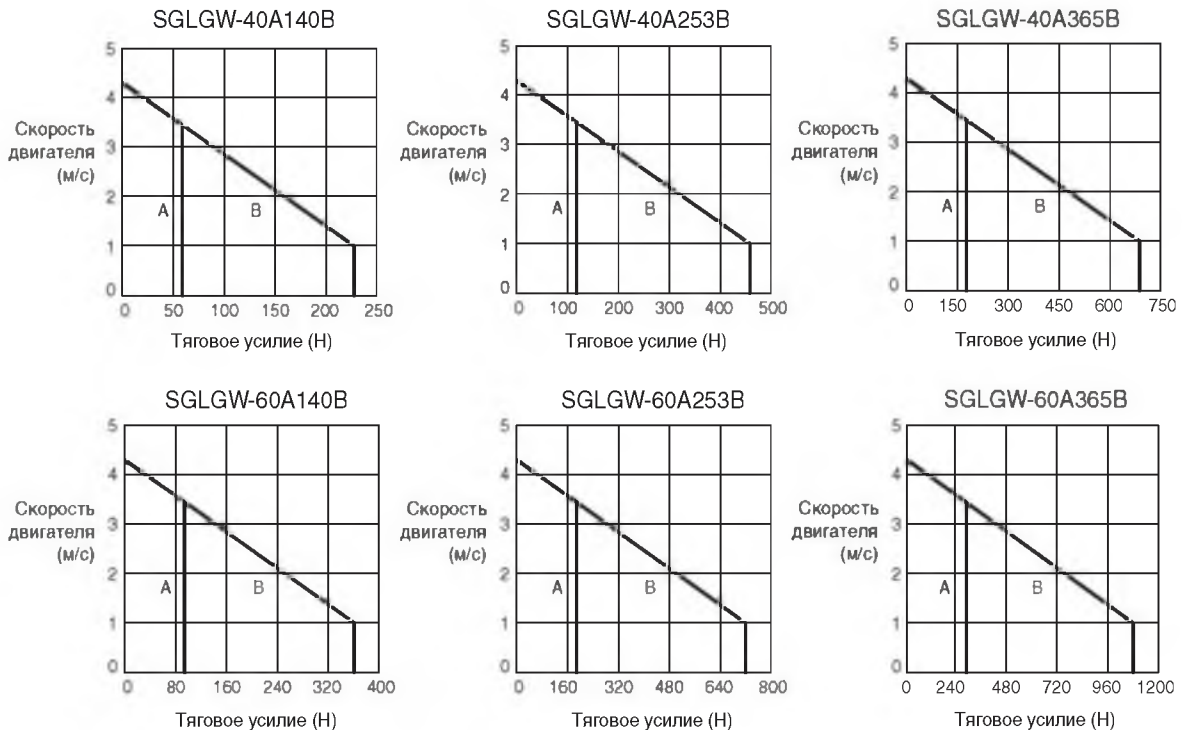 SGLGW-40A140B
5
4
3
2
1
0
Скорость
двигателя
(м/с)
A
B
0 50 100 150 200 250
Тяговое усилие (Н)
SGLGW-40A253B
5
4
3
2
1
0
Скорость
двигателя
(м/с)
A
B
0 100 200 300 400 500
Тяговое усилие (Н)
SGLGW-40A365B
5
4
3
2
1
0
Скорость
двигателя
(м/с)
A
B
0 150 300 450 600 750
Тяговое усилие (Н)
SGLGW-60A140B
5
4
3
2
1
0
Скорость
двигателя
(м/с)
A
B
0 80 160 240 320 400
Тяговое усилие (Н)
SGLGW-60A253B
5
4
3
2
1
0
Скорость
двигателя
(м/с)
A
B
0 160 320 480 640 800
Тяговое усилие (Н)
SGLGW-60A365B
5
4
3
2
1
0
Скорость
двигателя
(м/с)
A
B
0 240 480 720 960 1200
Тяговое усилие (Н)